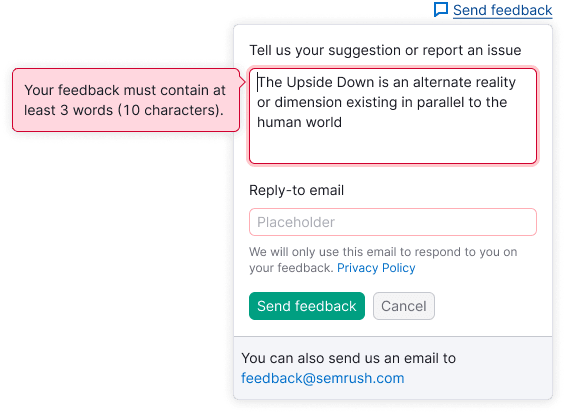 Send feedback
Tell us your suggestion or report an issue
Your feedback must contain at
least 3 words (10 characters).
The Upside Down is an alternate reality
or dimension existing in parallel to the
human world
Reply-to email
Placeholder
We will only use this email to respond to you on
your feedback. Privacy Policy
Send feedback
Cancel
You can also send us an email to
feedback@semrush.com